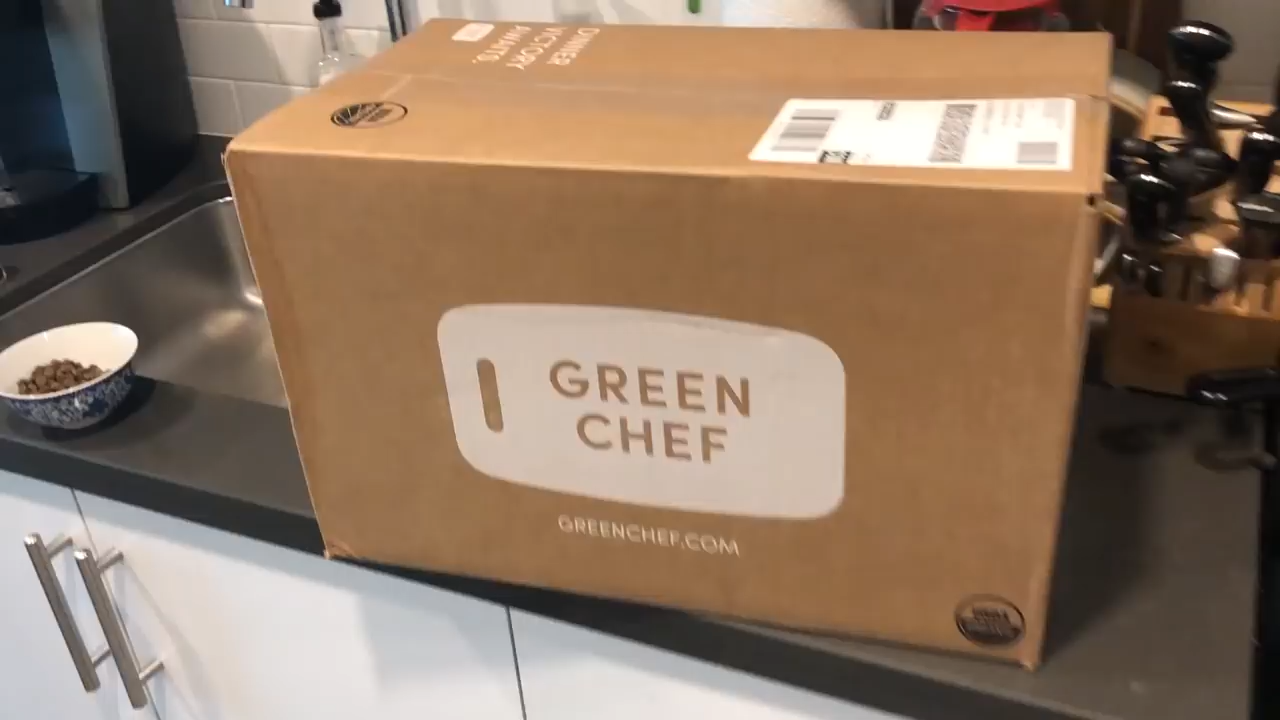 DINNER
VICTORY
AWAITS.
GREEN
CHEF
GREENCHEF.COM